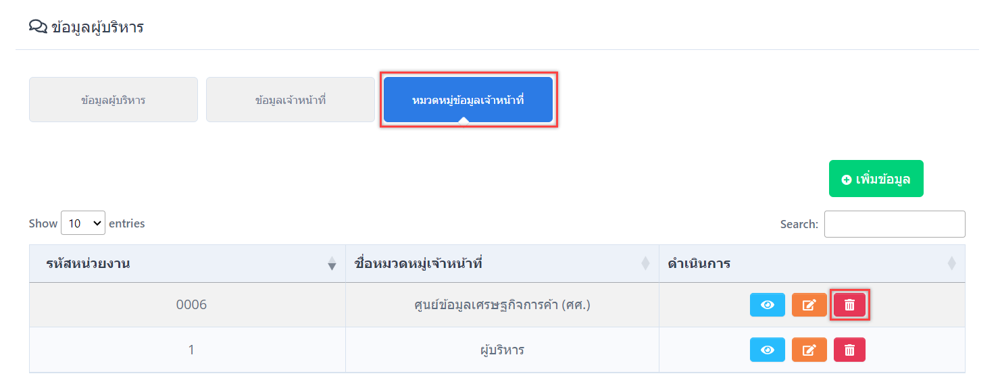 ข้อมูลผู้บริหาร
ข้อมูลผู้บริหาร ข้อมูลเจ้าหน้าที่ หมวดหมู่ข้อมูลเจ้าหน้าที่
เพิ่มข้อมูล
Show 10 entries Search:
รหัสหน่วยงาน ชื่อหมวดหมู่เจ้าหน้าที่ ดำเนินการ
0006 ศูนย์ข้อมูลเศรษฐกิจการค้า (ศศ.)
1 ผู้บริหาร